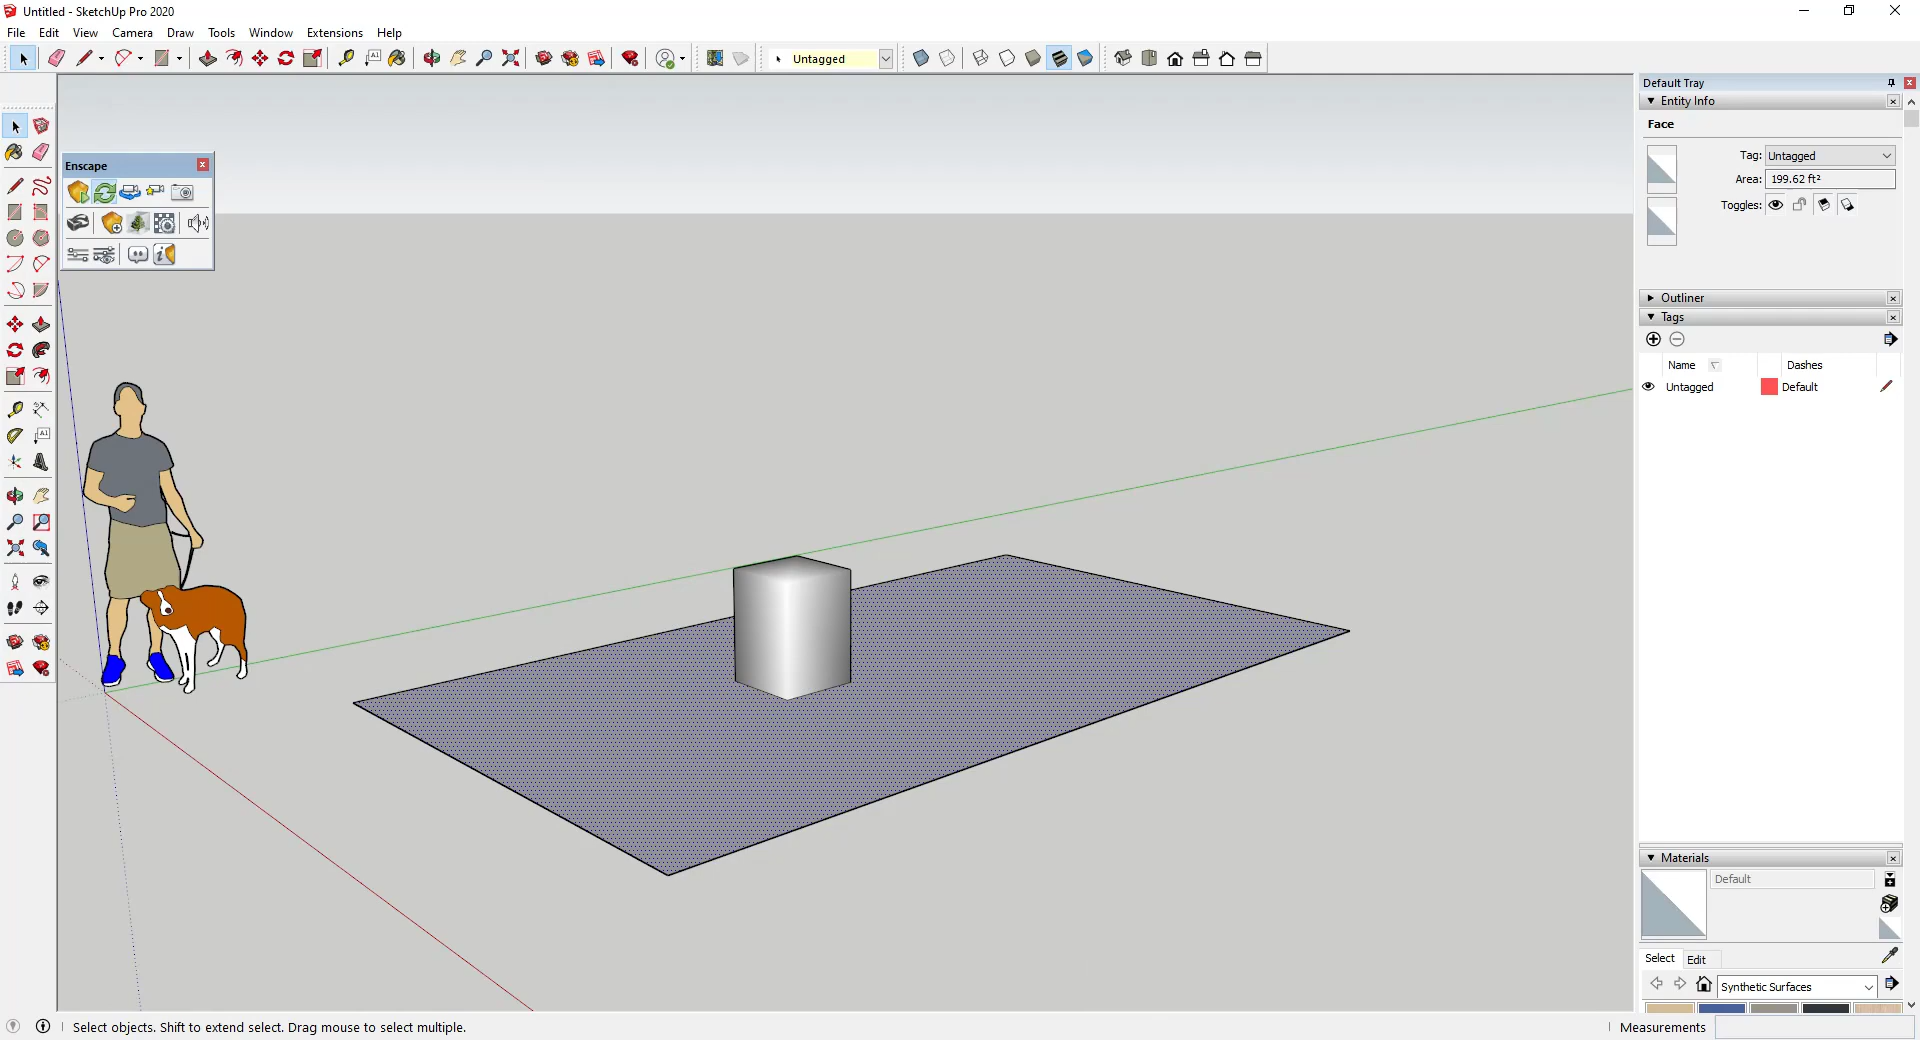 Untitled - SketchUp Pro 2020
File Edit View Camera Draw Tools Window Extensions Help
Untagged
Default Tray
Entity Info
Face
Tag: Untagged
Area: 199.62 ft²
Toggles:
Enscape
Outliner
Tags
Name Dashes
Untagged Default
Materials
Default
Select Edit
Synthetic Surfaces
Select objects. Shift to extend select. Drag mouse to select multiple.
Measurements